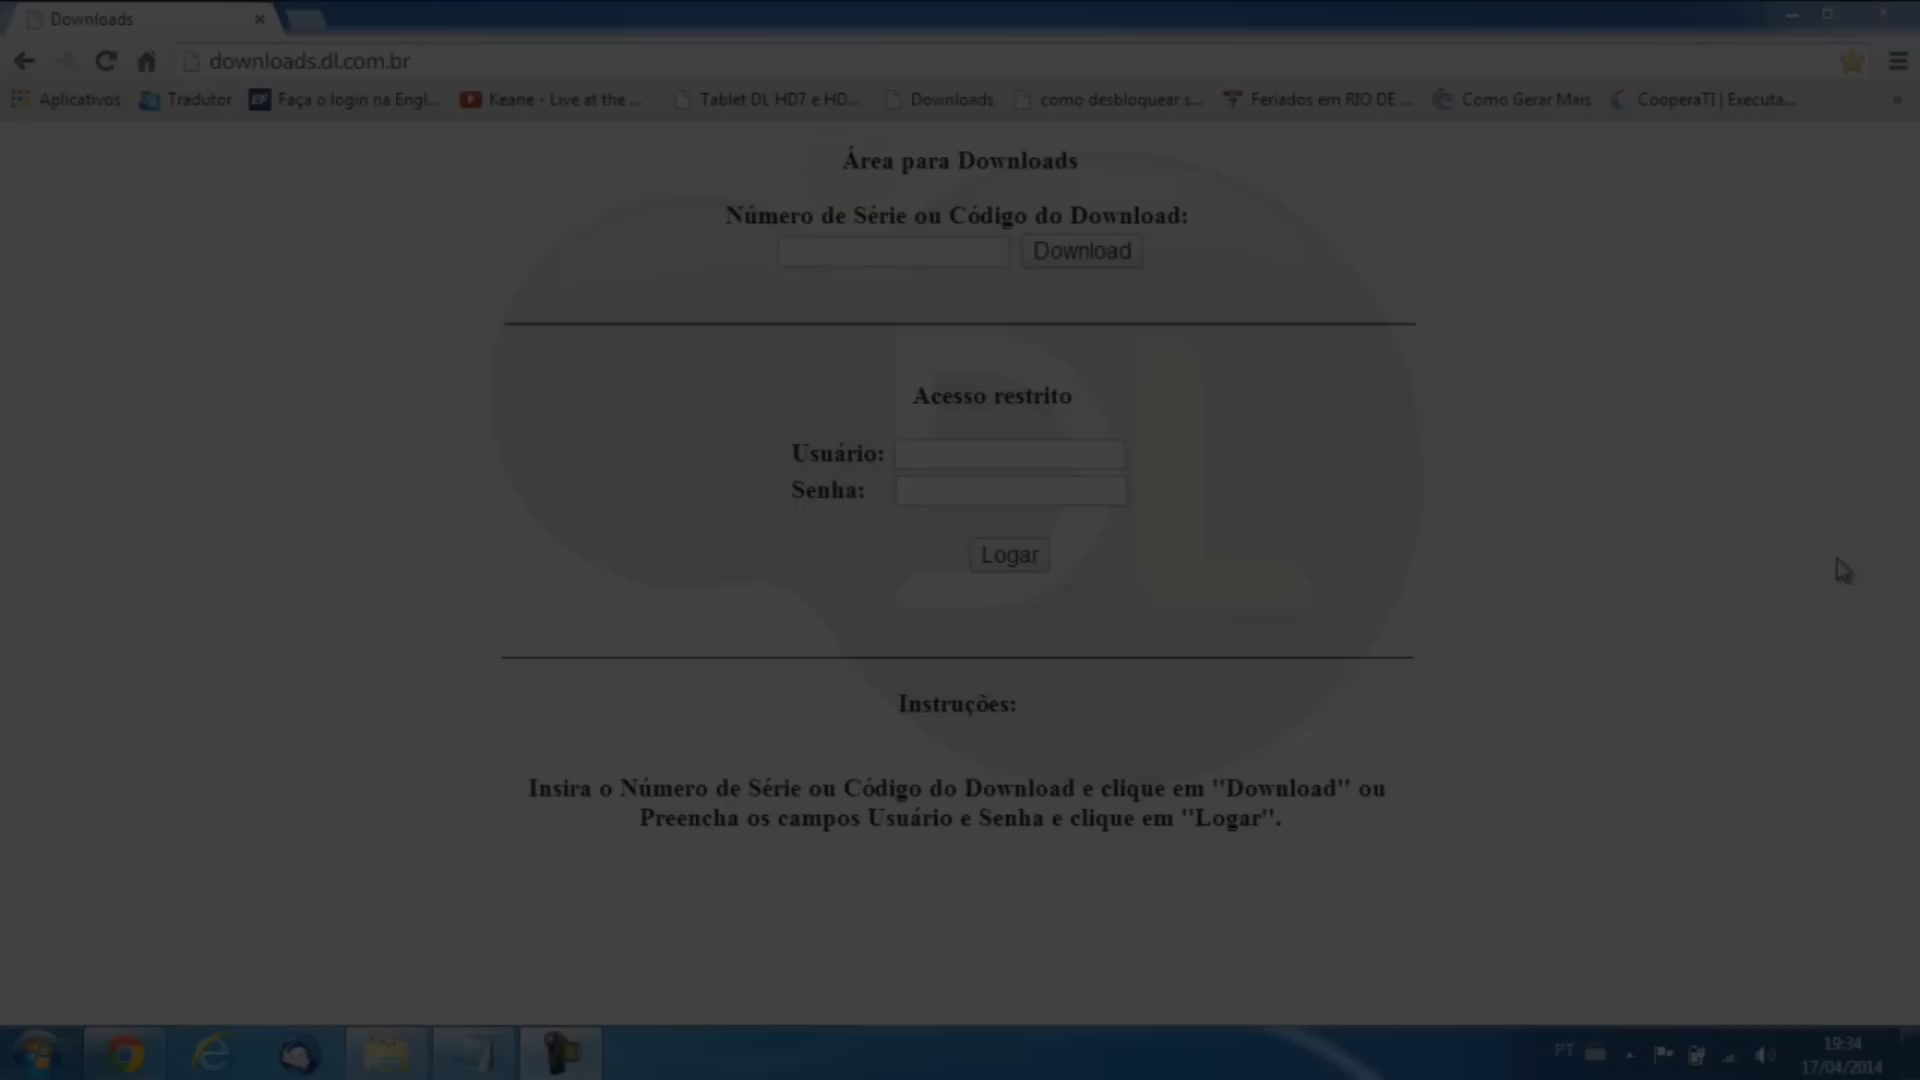 Downloads
downloads.dl.com.br
Aplicativos Tradutor EF Faça o login na Engl... Keane - Live at the ... Tablet DL HD7 e HD... Downloads como desbloquear s... Feriados em RIO DE ... Como Gerar Mais CooperaTI | Executa... »
Área para Downloads
Número de Série ou Código do Download:
Download
Acesso restrito
Usuário:
Senha:
Logar
DL
Instruções:
Insira o Número de Série ou Código do Download e clique em "Download" ou
Preencha os campos Usuário e Senha e clique em "Logar".
PT
19:34
17/04/2014